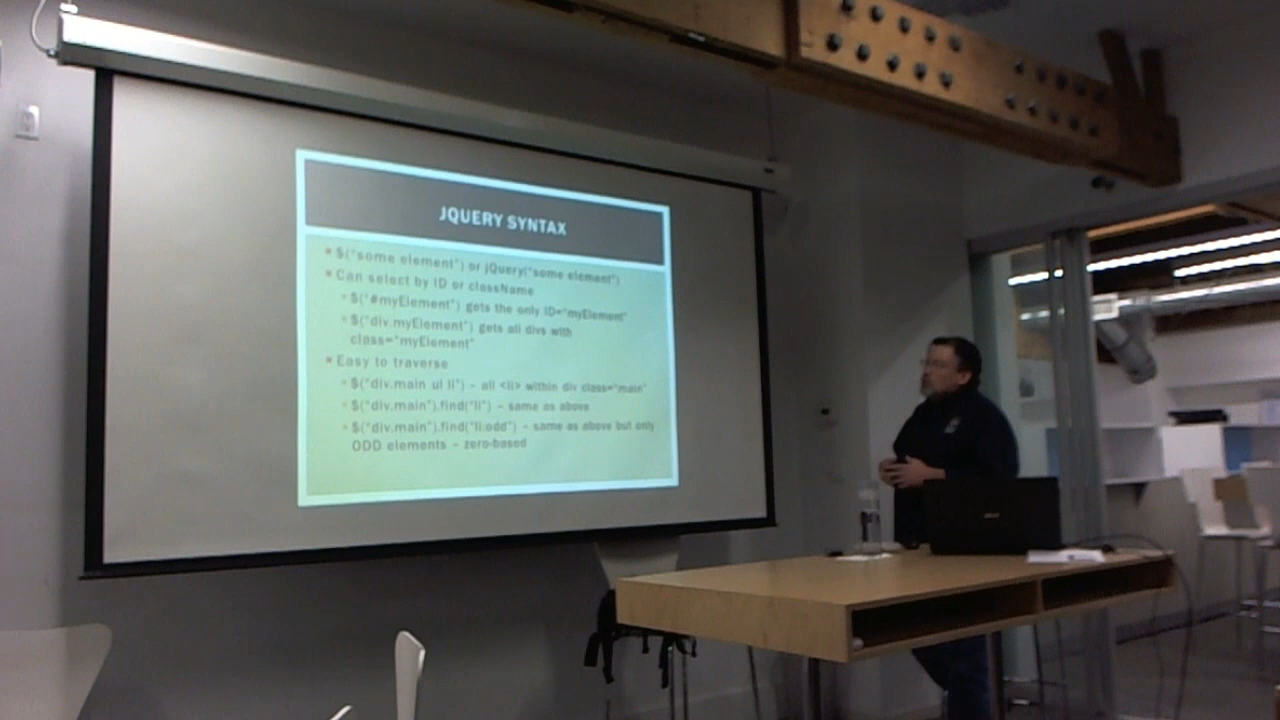 JQUERY SYNTAX
$("some element") or jQuery("some element")
Can select by ID or className
$("#myElement") gets the only ID="myElement"
$("div.myElement") gets all divs with
class="myElement"
Easy to traverse
$("div.main ul li") – all <li> within div class="main"
$("div.main").find("li") – same as above
$("div.main").find("li:odd") – same as above but only
ODD elements – zero-based